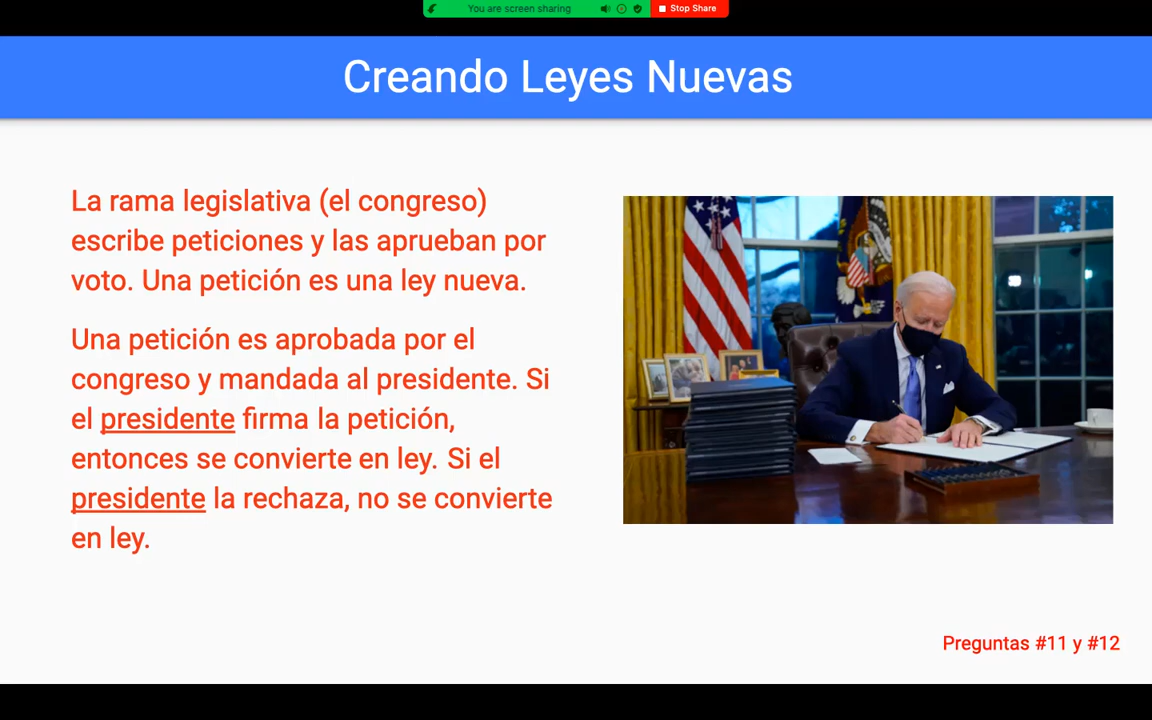 You are screen sharing
Stop Share
Creando Leyes Nuevas
La rama legislativa (el congreso)
escribe peticiones y las aprueban por
voto. Una petición es una ley nueva.
Una petición es aprobada por el
congreso y mandada al presidente. Si
el presidente firma la petición,
entonces se convierte en ley. Si el
presidente la rechaza, no se convierte
en ley.
Preguntas #11 y #12